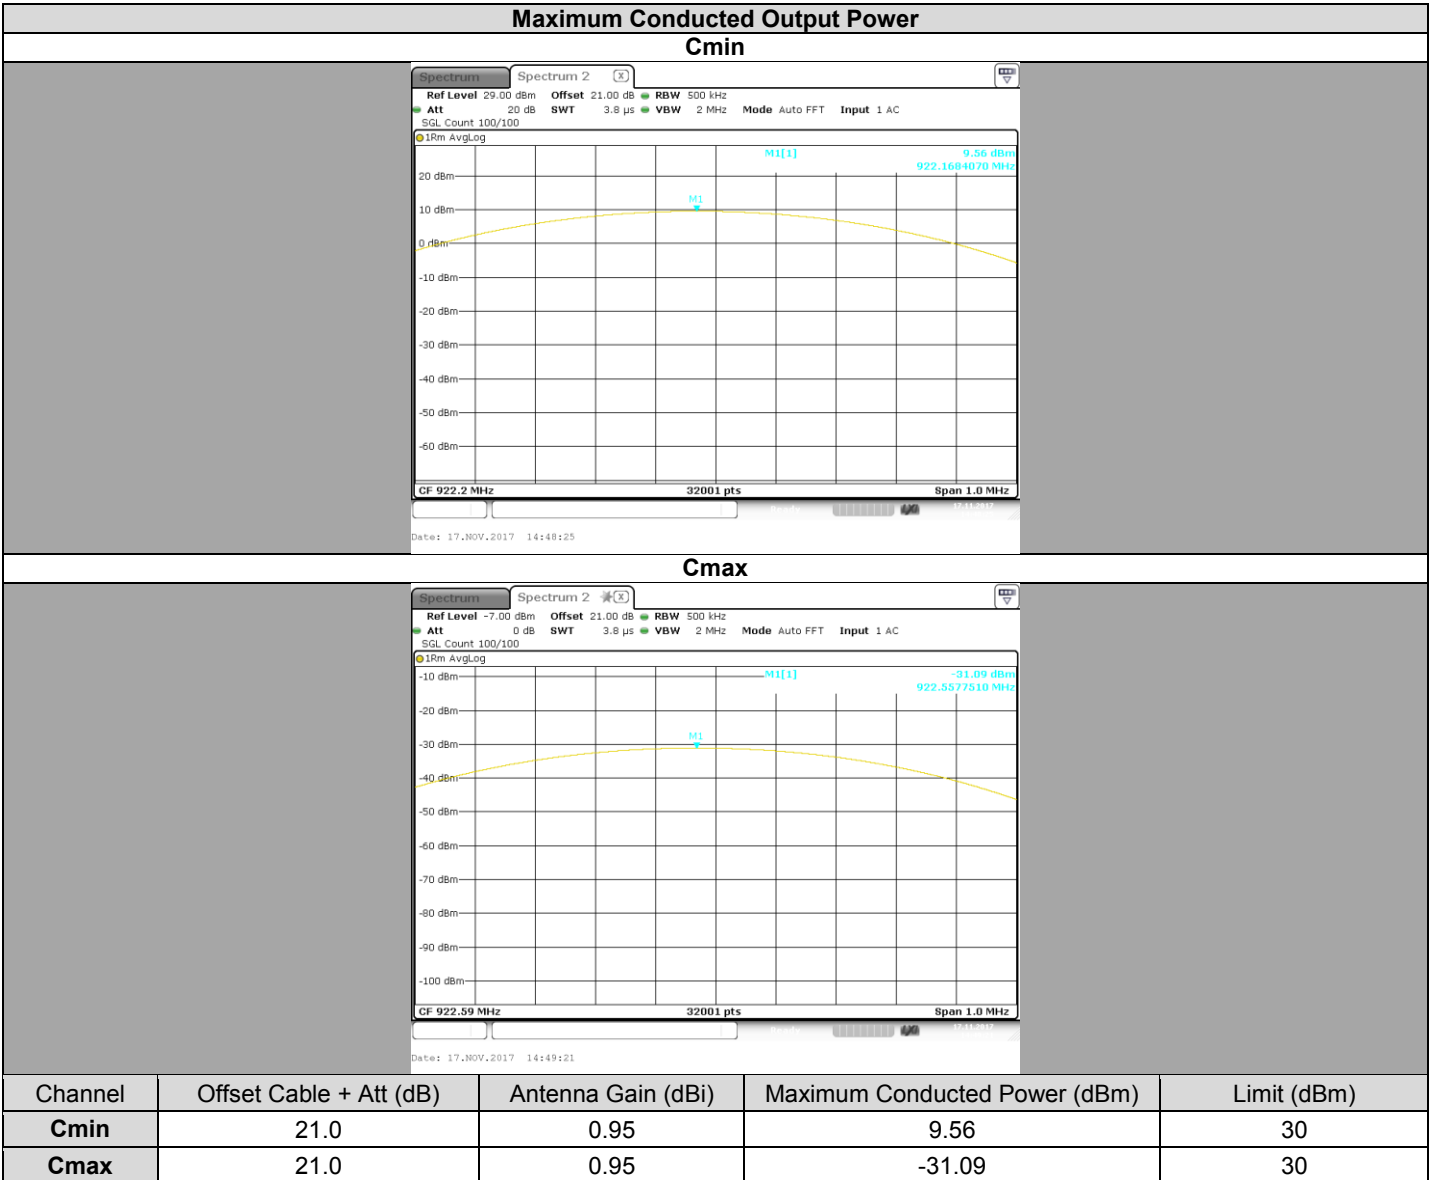 Maximum Conducted Output Power
Cmin
Spectrum Spectrum 2 X
Ref Level 29.00 dBm Offset 21.00 dB RBW 500 kHz
Att 20 dB SWT 3.8 µs VBW 2 MHz Mode Auto FFT Input 1 AC
SGL Count 100/100
1Rm AvgLog
M1[1] 9.56 dBm
922.1684070 MHz
20 dBm
M1
10 dBm
0 dBm
-10 dBm
-20 dBm
-30 dBm
-40 dBm
-50 dBm
-60 dBm
CF 922.2 MHz 32001 pts Span 1.0 MHz
Ready 17.11.2017
Date: 17.NOV.2017 14:48:25
Cmax
Spectrum Spectrum 2 X
Ref Level -7.00 dBm Offset 21.00 dB RBW 500 kHz
Att 0 dB SWT 3.8 µs VBW 2 MHz Mode Auto FFT Input 1 AC
SGL Count 100/100
1Rm AvgLog
-10 dBm M1[1] -31.09 dBm
922.5577510 MHz
-20 dBm
M1
-30 dBm
-40 dBm
-50 dBm
-60 dBm
-70 dBm
-80 dBm
-90 dBm
-100 dBm
CF 922.59 MHz 32001 pts Span 1.0 MHz
Ready 17.11.2017
Date: 17.NOV.2017 14:49:21
Channel Offset Cable + Att (dB) Antenna Gain (dBi) Maximum Conducted Power (dBm) Limit (dBm)
Cmin 21.0 0.95 9.56 30
Cmax 21.0 0.95 -31.09 30